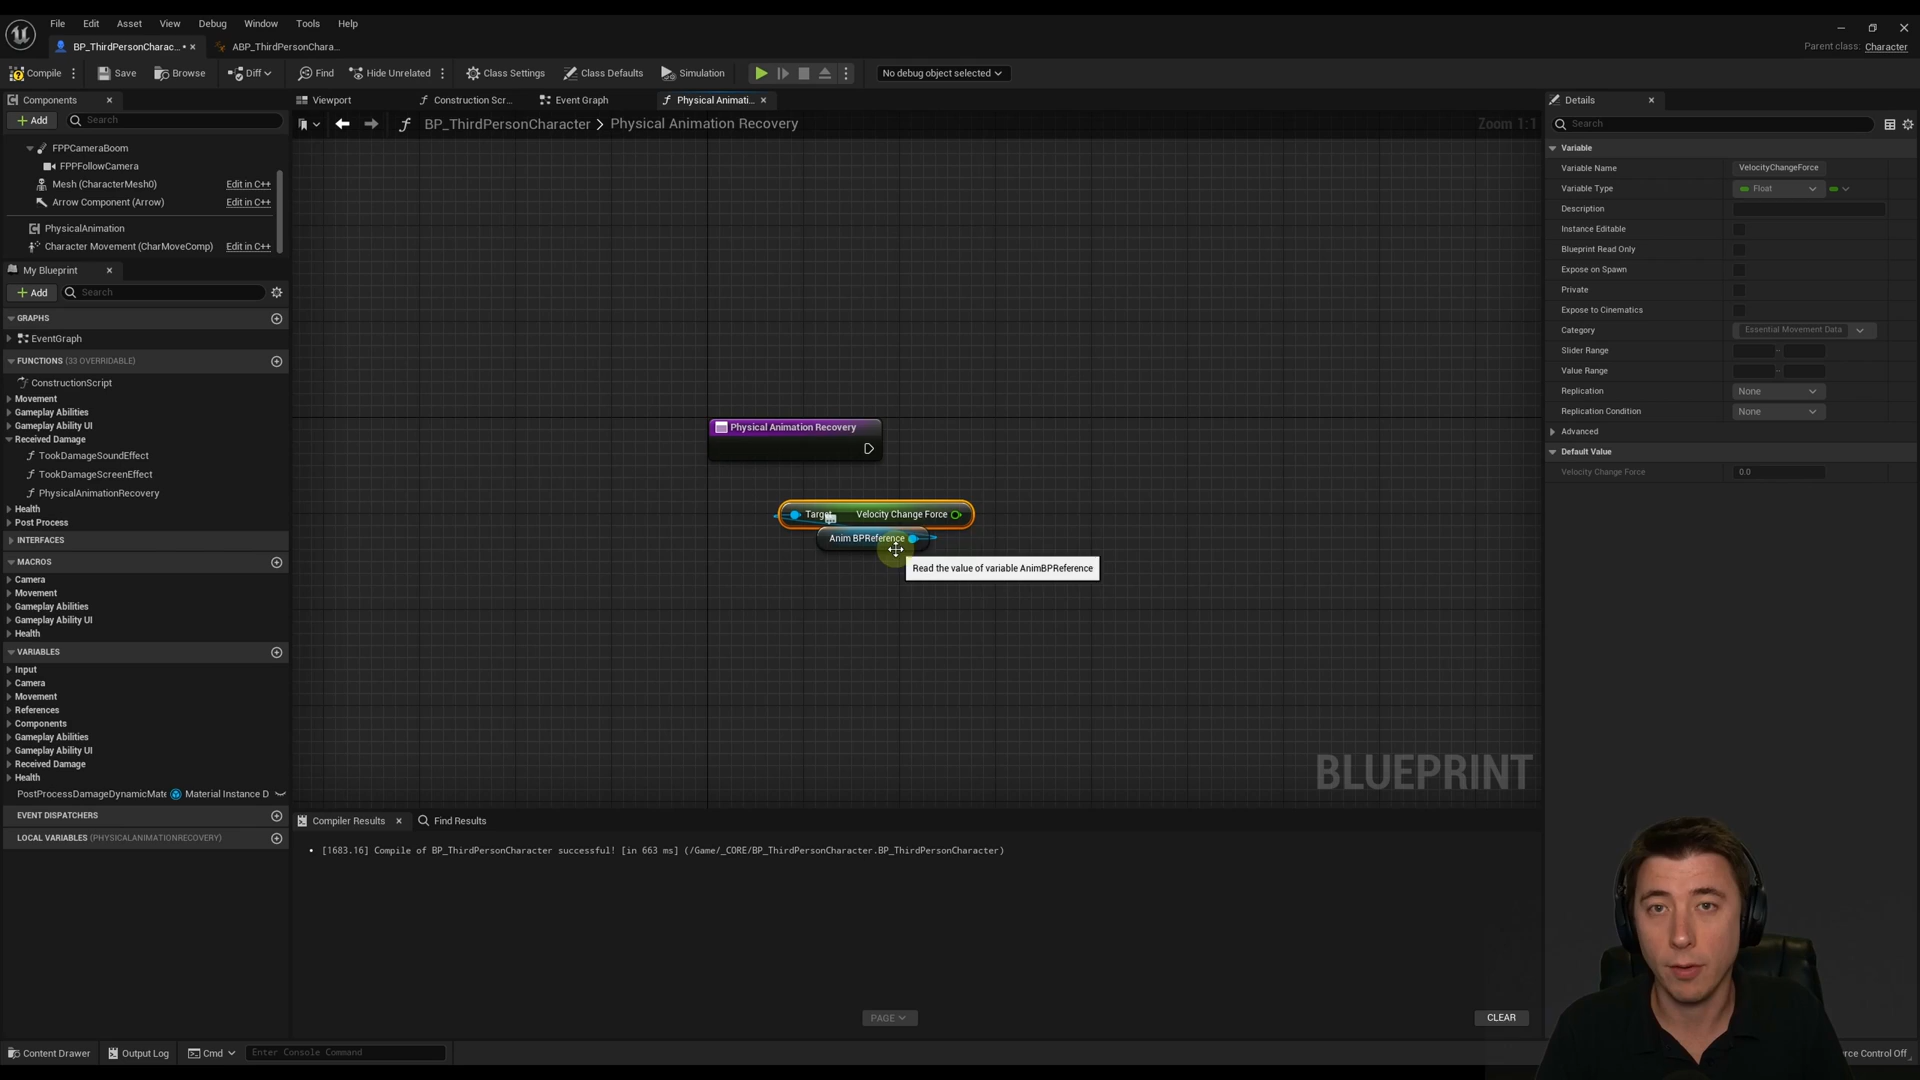 File Edit Asset View Debug Window Tools Help
BP_ThirdPersonCharac... • ABP_ThirdPersonChara... Parent class: Character
Compile Save Browse Diff Find Hide Unrelated Class Settings Class Defaults Simulation No debug object selected
Components Viewport Construction Scr... Event Graph Physical Animati... Details
Add Search BP_ThirdPersonCharacter > Physical Animation Recovery Zoom 1:1 Search
FPPCameraBoom
FPPFollowCamera
Mesh (CharacterMesh0) Edit in C++
Arrow Component (Arrow) Edit in C++
PhysicalAnimation
Character Movement (CharMoveComp) Edit in C++
My Blueprint
Add Search
GRAPHS
EventGraph
FUNCTIONS (33 OVERRIDABLE)
ConstructionScript
Movement
Gameplay Abilities
Gameplay Ability UI
Received Damage
TookDamageSoundEffect
TookDamageScreenEffect
PhysicalAnimationRecovery
Health
Post Process
INTERFACES
MACROS
Camera
Movement
Gameplay Abilities
Gameplay Ability UI
Health
VARIABLES
Input
Camera
Movement
References
Components
Gameplay Abilities
Gameplay Ability UI
Received Damage
Health
PostProcessDamageDynamicMate Material Instance D
EVENT DISPATCHERS
LOCAL VARIABLES (PHYSICALANIMATIONRECOVERY)
Physical Animation Recovery
Target Velocity Change Force
Anim BPReference
Read the value of variable AnimBPReference
BLUEPRINT
Compiler Results Find Results
• [1683.16] Compile of BP_ThirdPersonCharacter successful! [in 663 ms] (/Game/_CORE/BP_ThirdPersonCharacter.BP_ThirdPersonCharacter)
PAGE CLEAR
Variable
Variable Name VelocityChangeForce
Variable Type Float
Description
Instance Editable
Blueprint Read Only
Expose on Spawn
Private
Expose to Cinematics
Category Essential Movement Data
Slider Range
Value Range
Replication None
Replication Condition None
Advanced
Default Value
Velocity Change Force 0.0
Content Drawer Output Log Cmd Enter Console Command rce Control Off